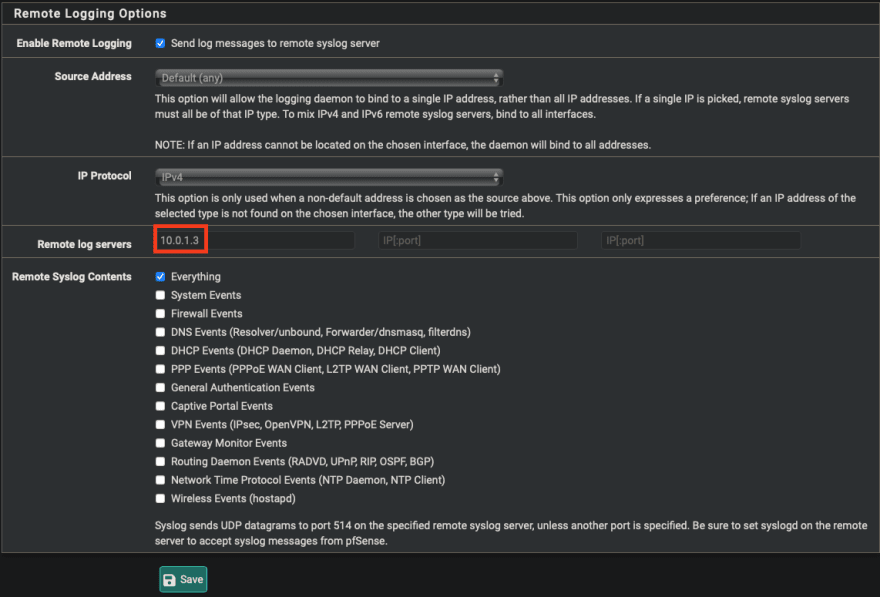 Remote Logging Options
Enable Remote Logging
Send log messages to remote syslog server
Source Address
Default (any)
This option will allow the logging daemon to bind to a single IP address, rather than all IP addresses. If a single IP is picked, remote syslog servers
must all be of that IP type. To mix IPv4 and IPv6 remote syslog servers, bind to all interfaces.
NOTE: If an IP address cannot be located on the chosen interface, the daemon will bind to all addresses.
IP Protocol
IPv4
This option is only used when a non-default address is chosen as the source above. This option only expresses a preference; If an IP address of the
selected type is not found on the chosen interface, the other type will be tried.
Remote log servers
10.0.1.3
IP[:port]
IP[:port]
Remote Syslog Contents
Everything
System Events
Firewall Events
DNS Events (Resolver/unbound, Forwarder/dnsmasq, filterdns)
DHCP Events (DHCP Daemon, DHCP Relay, DHCP Client)
PPP Events (PPPoE WAN Client, L2TP WAN Client, PPTP WAN Client)
General Authentication Events
Captive Portal Events
VPN Events (IPsec, OpenVPN, L2TP, PPPoE Server)
Gateway Monitor Events
Routing Daemon Events (RADVD, UPnP, RIP, OSPF, BGP)
Network Time Protocol Events (NTP Daemon, NTP Client)
Wireless Events (hostapd)
Syslog sends UDP datagrams to port 514 on the specified remote syslog server, unless another port is specified. Be sure to set syslogd on the remote
server to accept syslog messages from pfSense.
Save